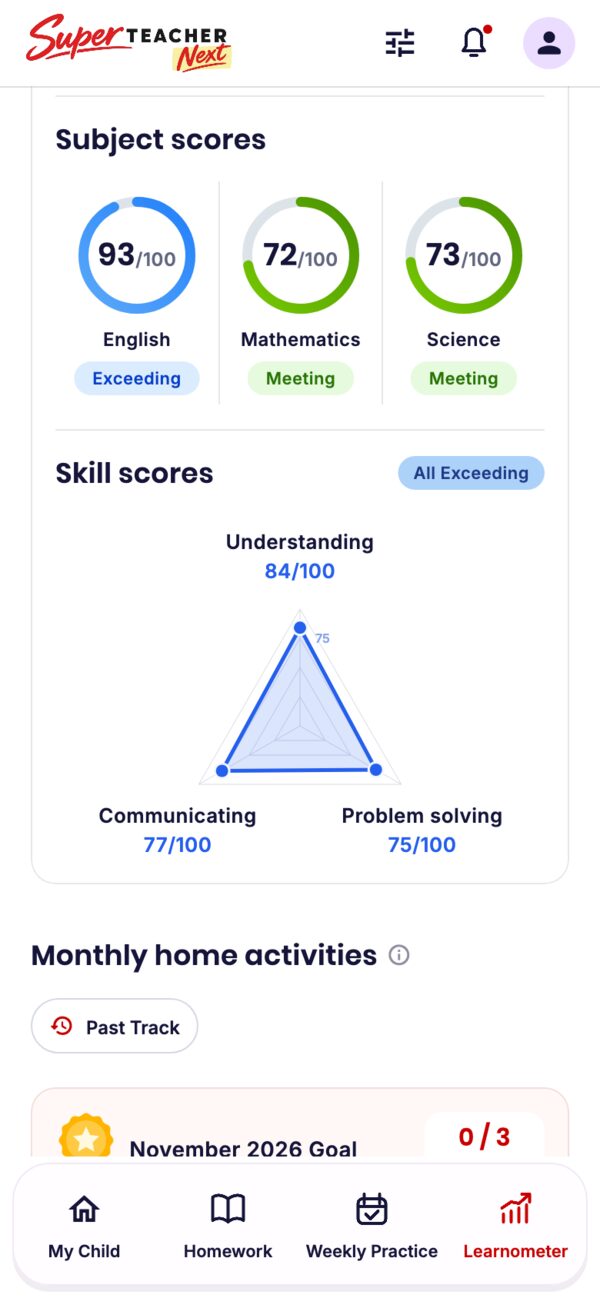 Super TEACHER
Next
Subject scores
93/100
72/100
73/100
English
Mathematics
Science
Exceeding
Meeting
Meeting
Skill scores
All Exceeding
Understanding
84/100
75
Communicating
Problem solving
77/100
75/100
Monthly home activities
Past Track
November 2026 Goal
0 / 3
My Child
Homework
Weekly Practice
Learnometer